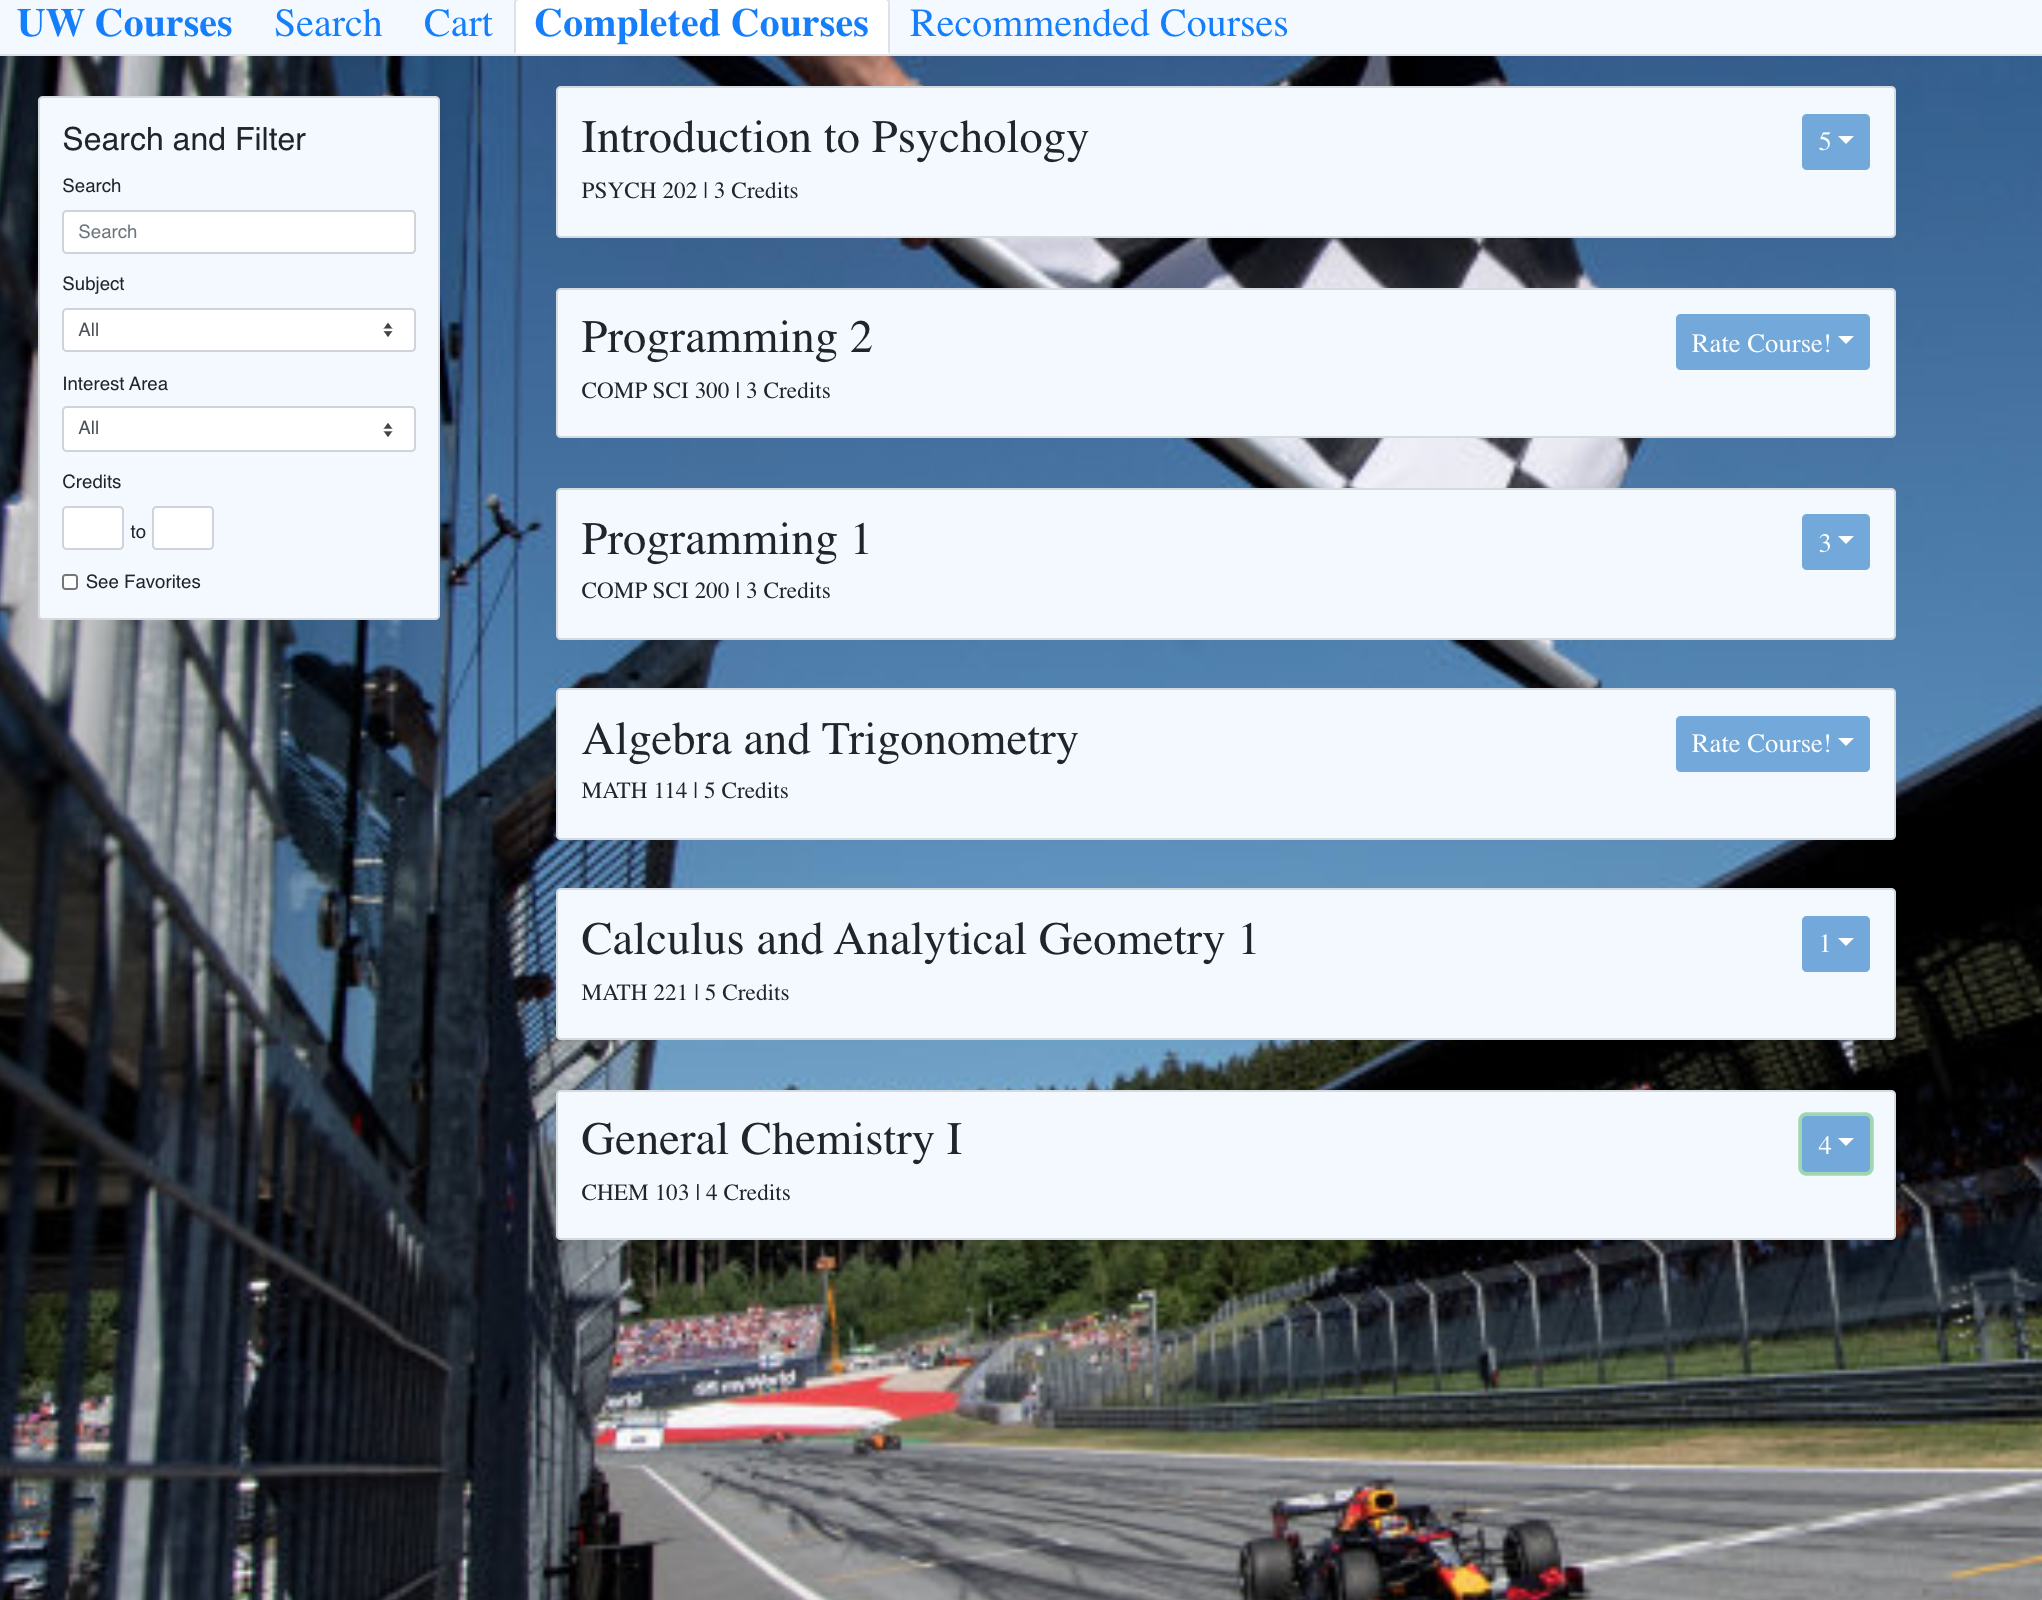 UW Courses Search Cart Completed Courses Recommended Courses
Search and Filter
Search
Search
Subject
All
Interest Area
All
Credits
to
See Favorites
Introduction to Psychology
5
PSYCH 202 | 3 Credits
Programming 2
Rate Course!
COMP SCI 300 | 3 Credits
Programming 1
3
COMP SCI 200 | 3 Credits
Algebra and Trigonometry
Rate Course!
MATH 114 | 5 Credits
Calculus and Analytical Geometry 1
1
MATH 221 | 5 Credits
General Chemistry I
4
CHEM 103 | 4 Credits
myWorld